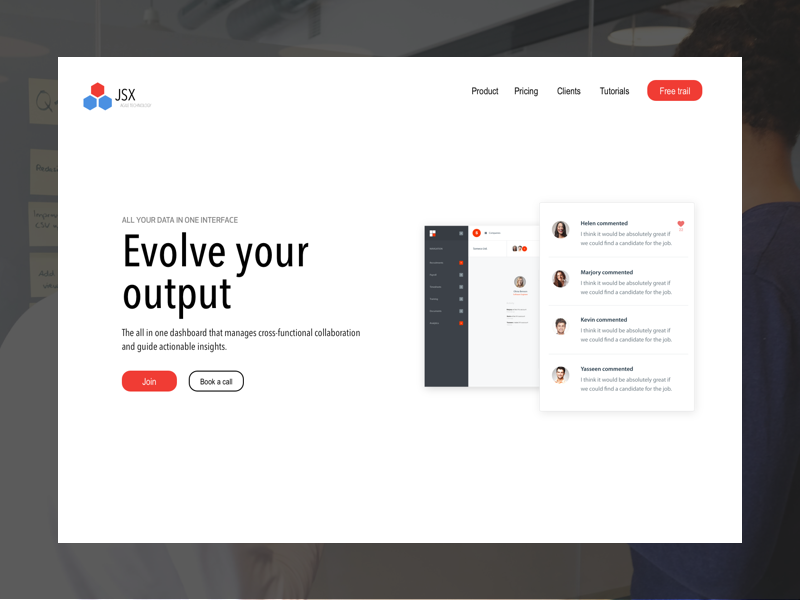 JSX
Product
Pricing
Clients
Tutorials
Free trail
ALL YOUR DATA IN ONE INTERFACE
Evolve your
output
The all in one dashboard that manages cross-functional collaboration
and guide actionable insights.
Join
Book a call
Helen commented
I think it would be absolutely great if
we could find a candidate for the job.
Marjory commented
I think it would be absolutely great if
we could find a candidate for the job.
Kevin commented
I think it would be absolutely great if
we could find a candidate for the job.
Yasseen commented
I think it would be absolutely great if
we could find a candidate for the job.